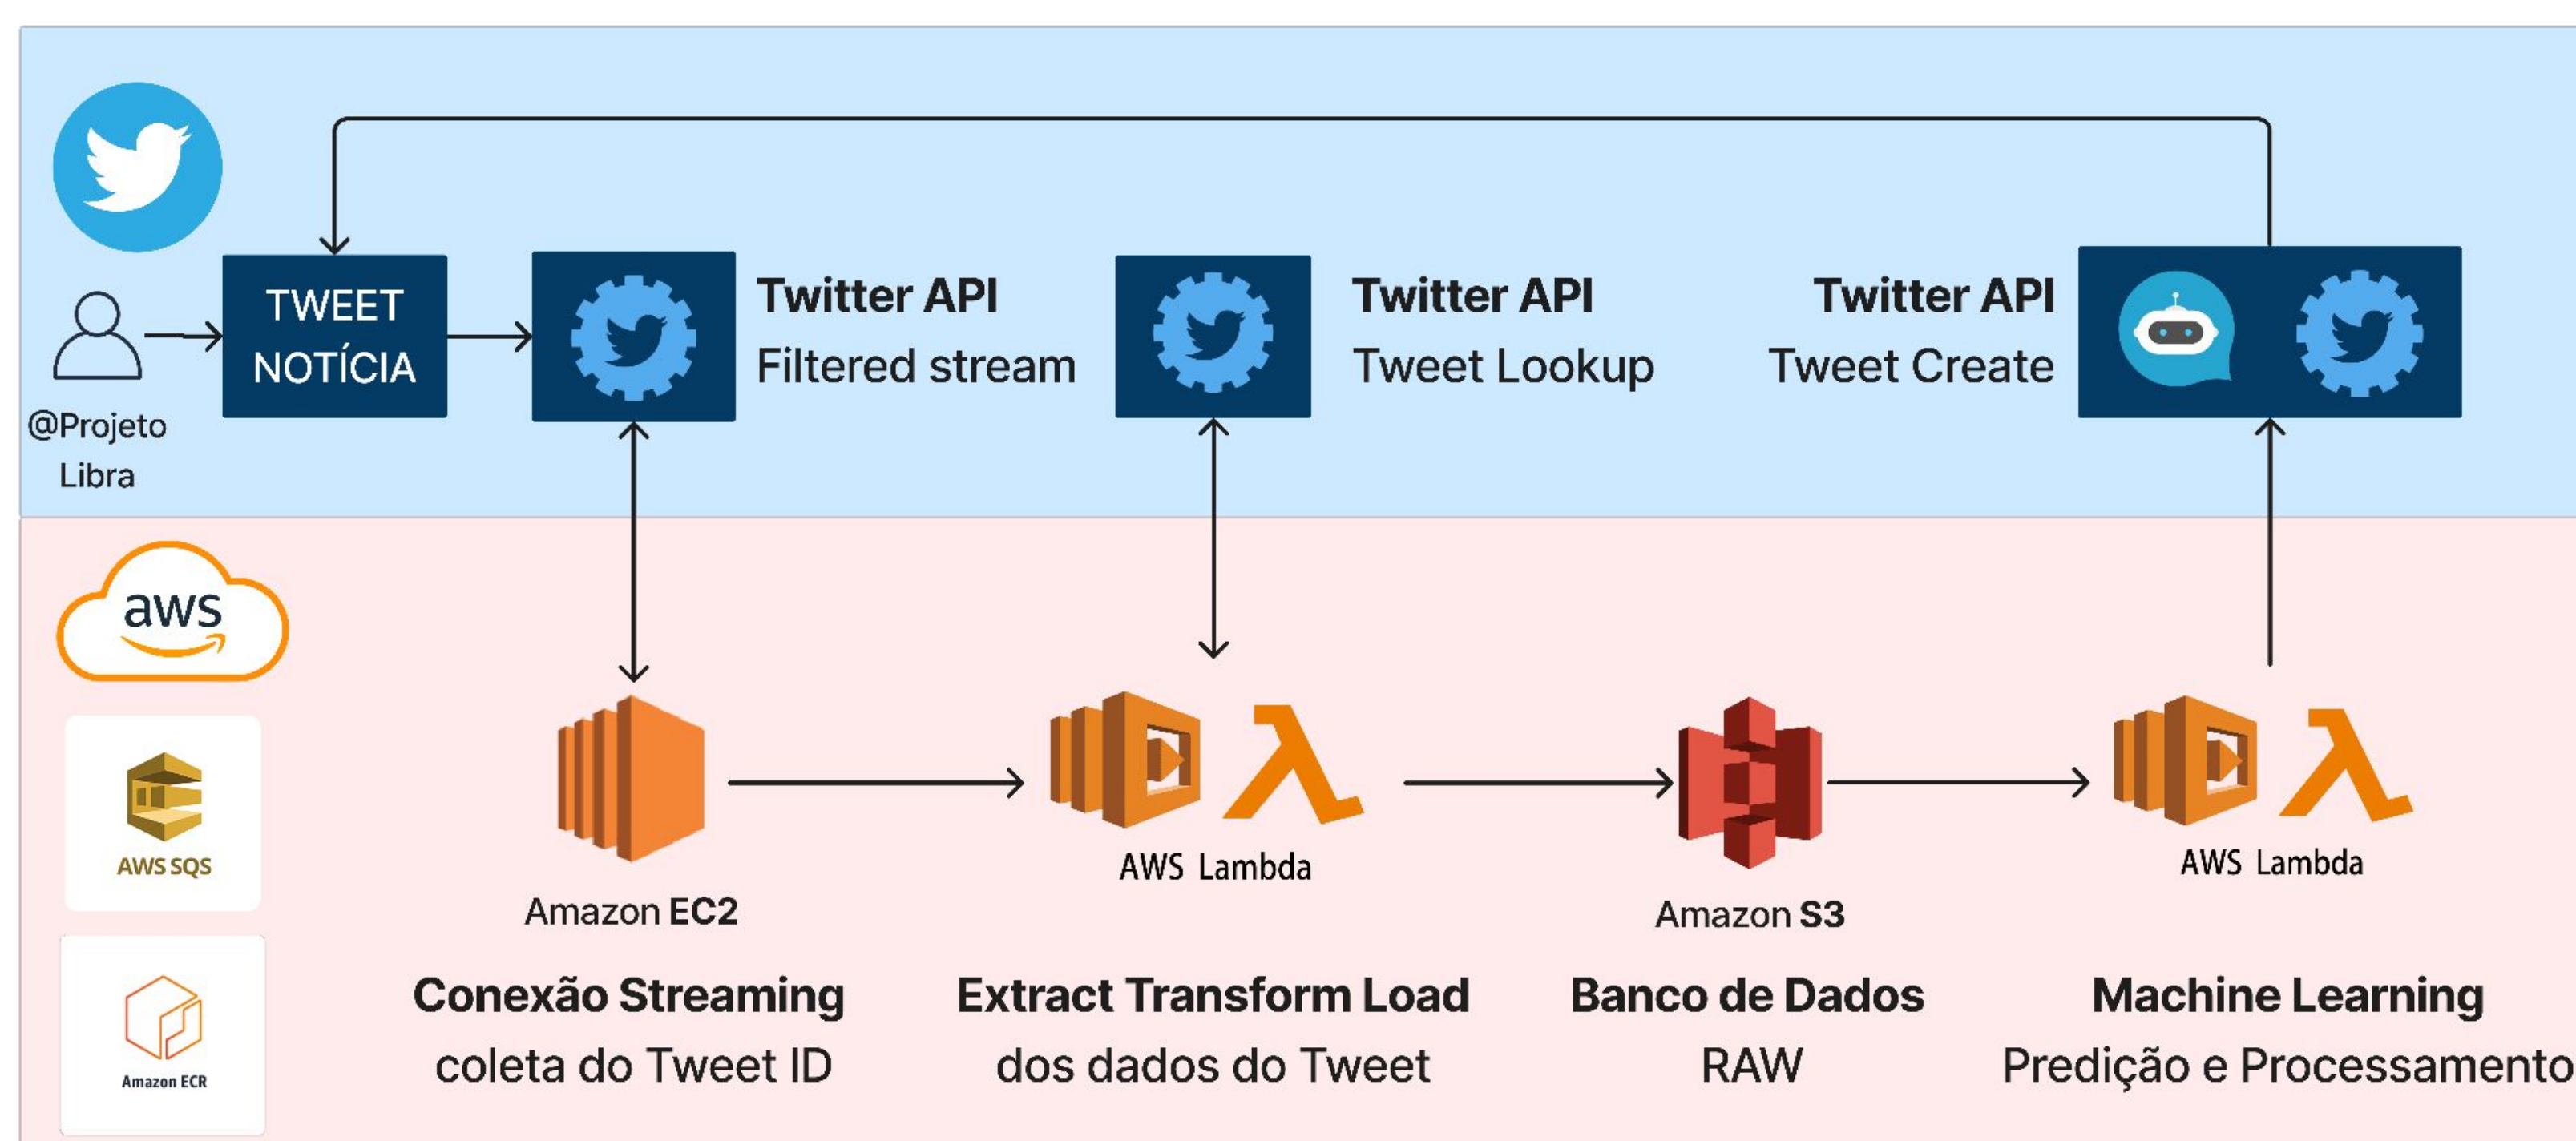 TWEET
NOTÍCIA
Twitter API
Filtered stream
Twitter API
Tweet Lookup
Twitter API
Tweet Create
@Projeto
Libra
aws
AWS SQS
Amazon ECR
Amazon EC2
Conexão Streaming
coleta do Tweet ID
AWS Lambda
Extract Transform Load
dos dados do Tweet
Amazon S3
Banco de Dados
RAW
AWS Lambda
Machine Learning
Predição e Processamento